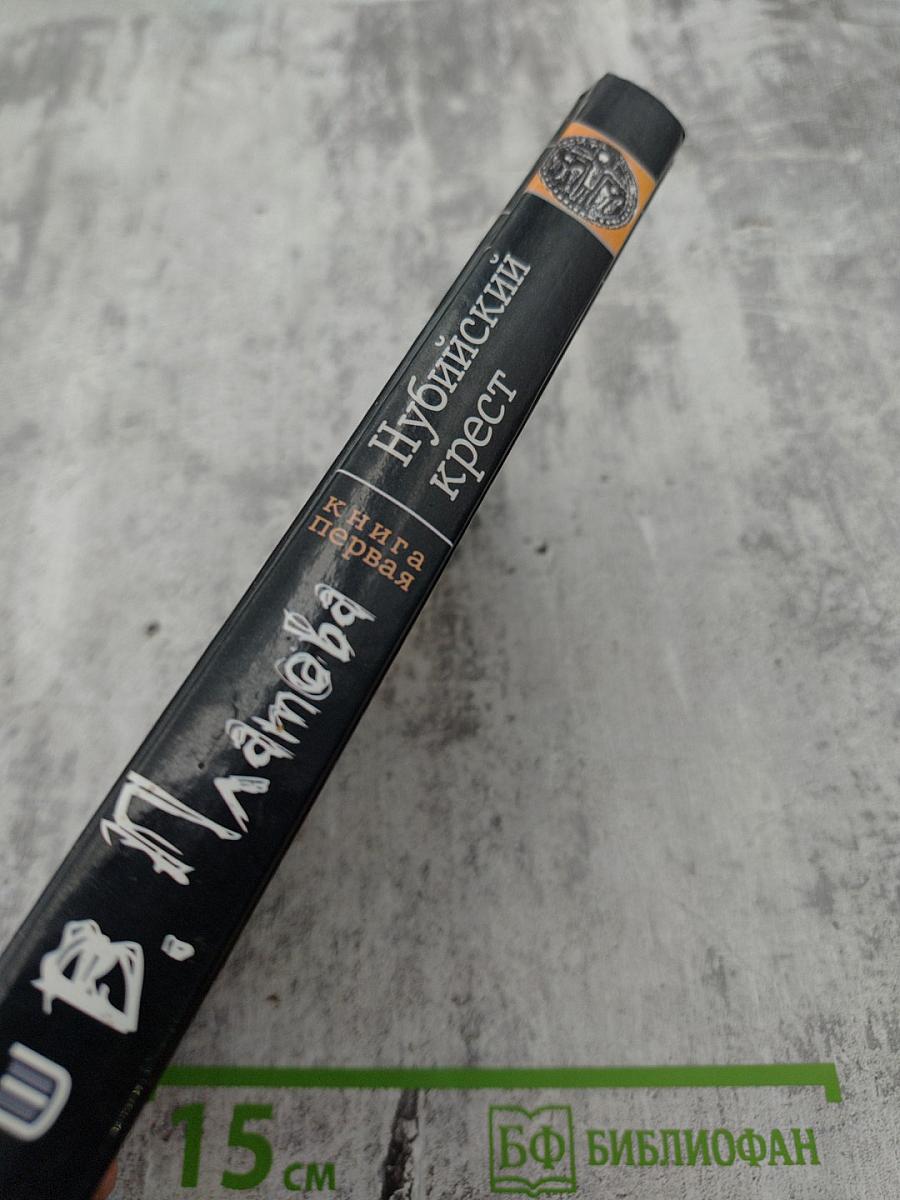 Нубийский
крест
книга
первая
В. Платова
15 см
БФ БИБЛИОФАН